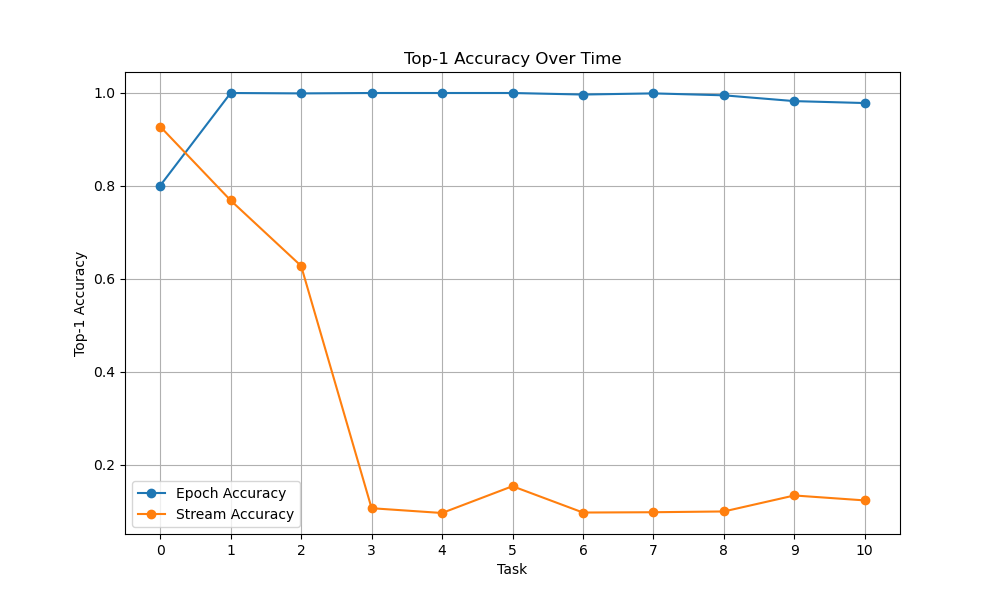 Top-1 Accuracy Over Time
Top-1 Accuracy
1.0
0.8
0.6
0.4
0.2
Epoch Accuracy
Stream Accuracy
0 1 2 3 4 5 6 7 8 9 10
Task